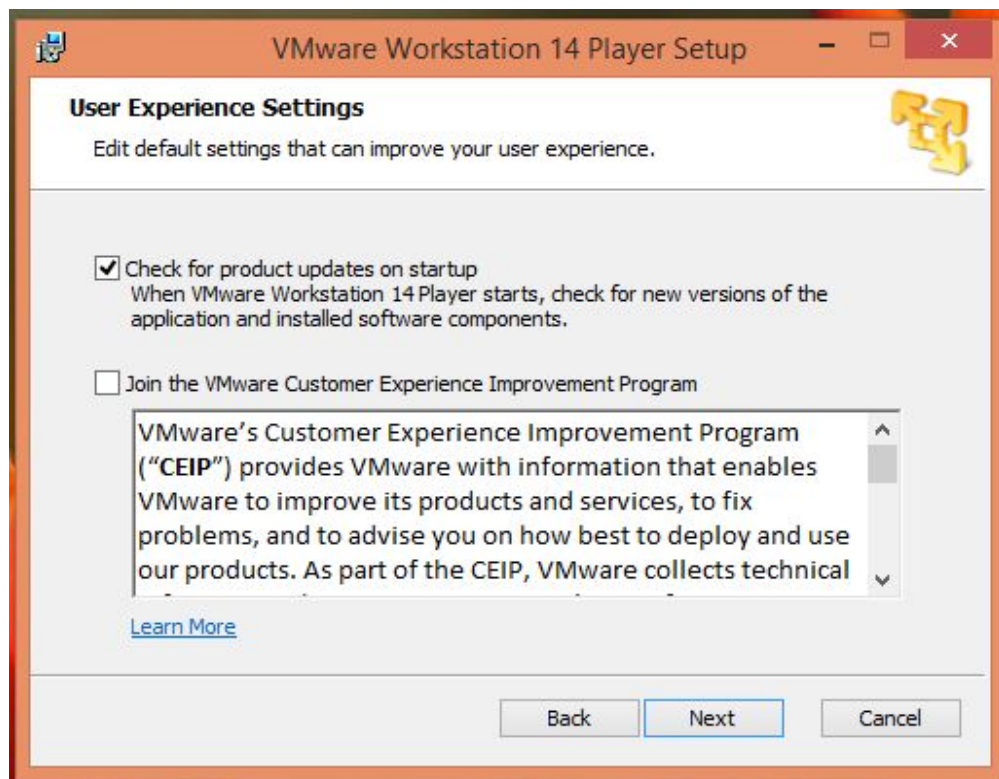 VMware Workstation 14 Player Setup
User Experience Settings
Edit default settings that can improve your user experience.
Check for product updates on startup
When VMware Workstation 14 Player starts, check for new versions of the
application and installed software components.
Join the VMware Customer Experience Improvement Program
VMware’s Customer Experience Improvement Program
(“CEIP”) provides VMware with information that enables
VMware to improve its products and services, to fix
problems, and to advise you on how best to deploy and use
our products. As part of the CEIP, VMware collects technical
Learn More
Back Next Cancel